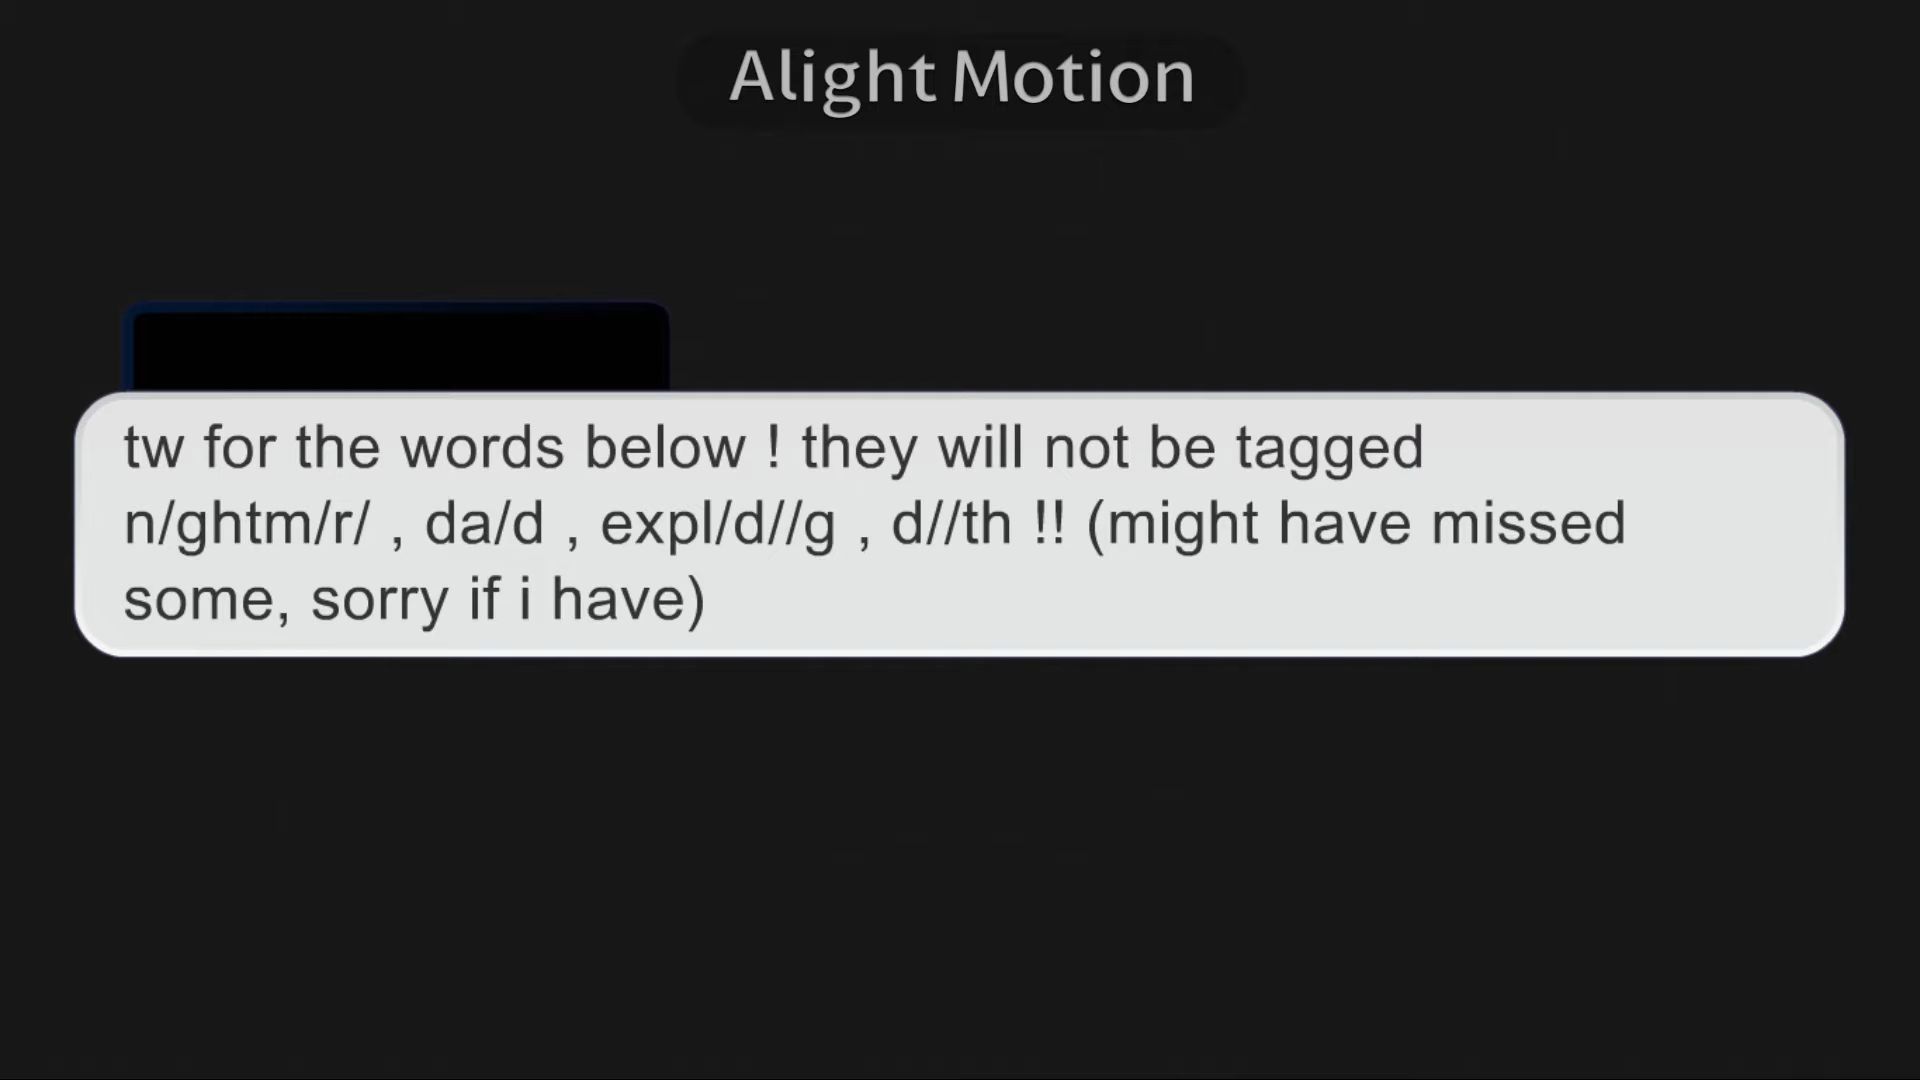 Alight Motion
tw for the words below ! they will not be tagged
n/ghtm/r/ , da/d , expl/d//g , d//th !! (might have missed
some, sorry if i have)